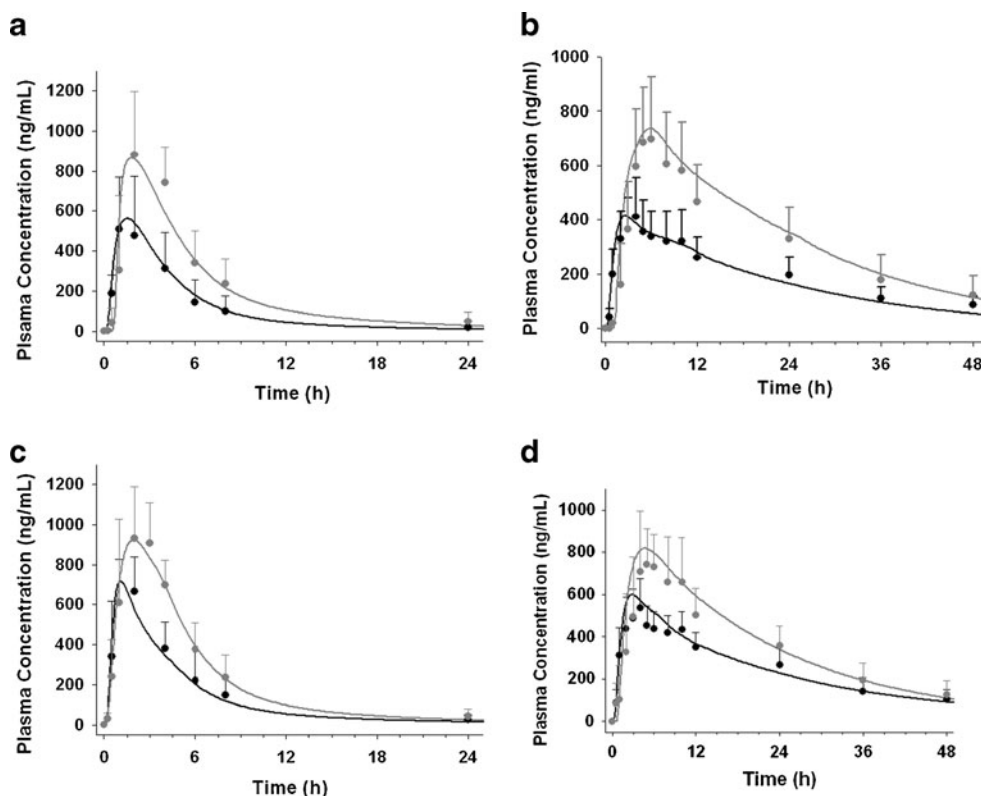 a
Plsama Concentration (ng/mL)
1200
1000
800
600
400
200
0
0 6 12 18 24
Time (h)
b
Plasma Concentration (ng/ml)
1000
800
600
400
200
0
0 12 24 36 48
Time (h)
c
Plasma Concentration (ng/mL)
1200
1000
800
600
400
200
0
0 6 12 18 24
Time (h)
d
Plasma Concentration (ng/mL)
1000
800
600
400
200
0
0 12 24 36 48
Time (h)